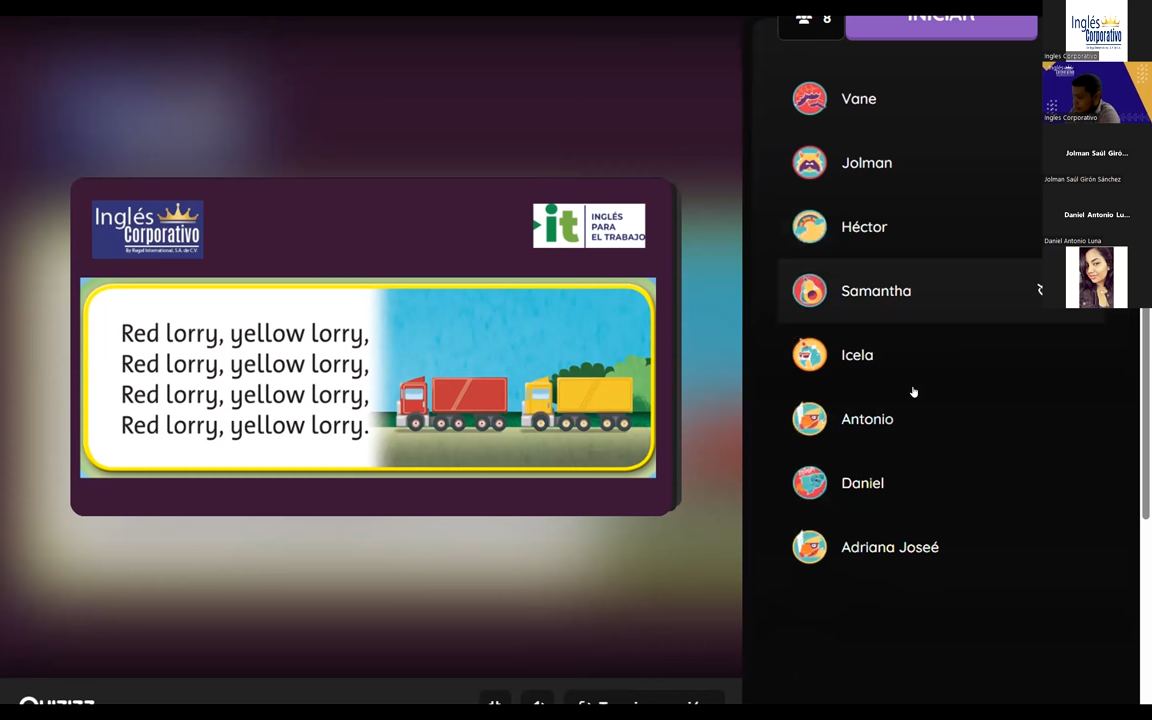 8
INICIAR
Inglés
Corporativo
Ingles Corporativo
Ingles Corporativo
Jolman Saúl Giró...
Jolman Saúl Girón Sánchez
Daniel Antonio Lu...
Daniel Antonio Luna
Inglés
Corporativo
By Regal International, S.A. de C.V.
it
INGLÉS
PARA
EL TRABAJO
Red lorry, yellow lorry,
Red lorry, yellow lorry,
Red lorry, yellow lorry,
Red lorry, yellow lorry.
Vane
Jolman
Héctor
Samantha
Icela
Antonio
Daniel
Adriana Joseé
Quizizz